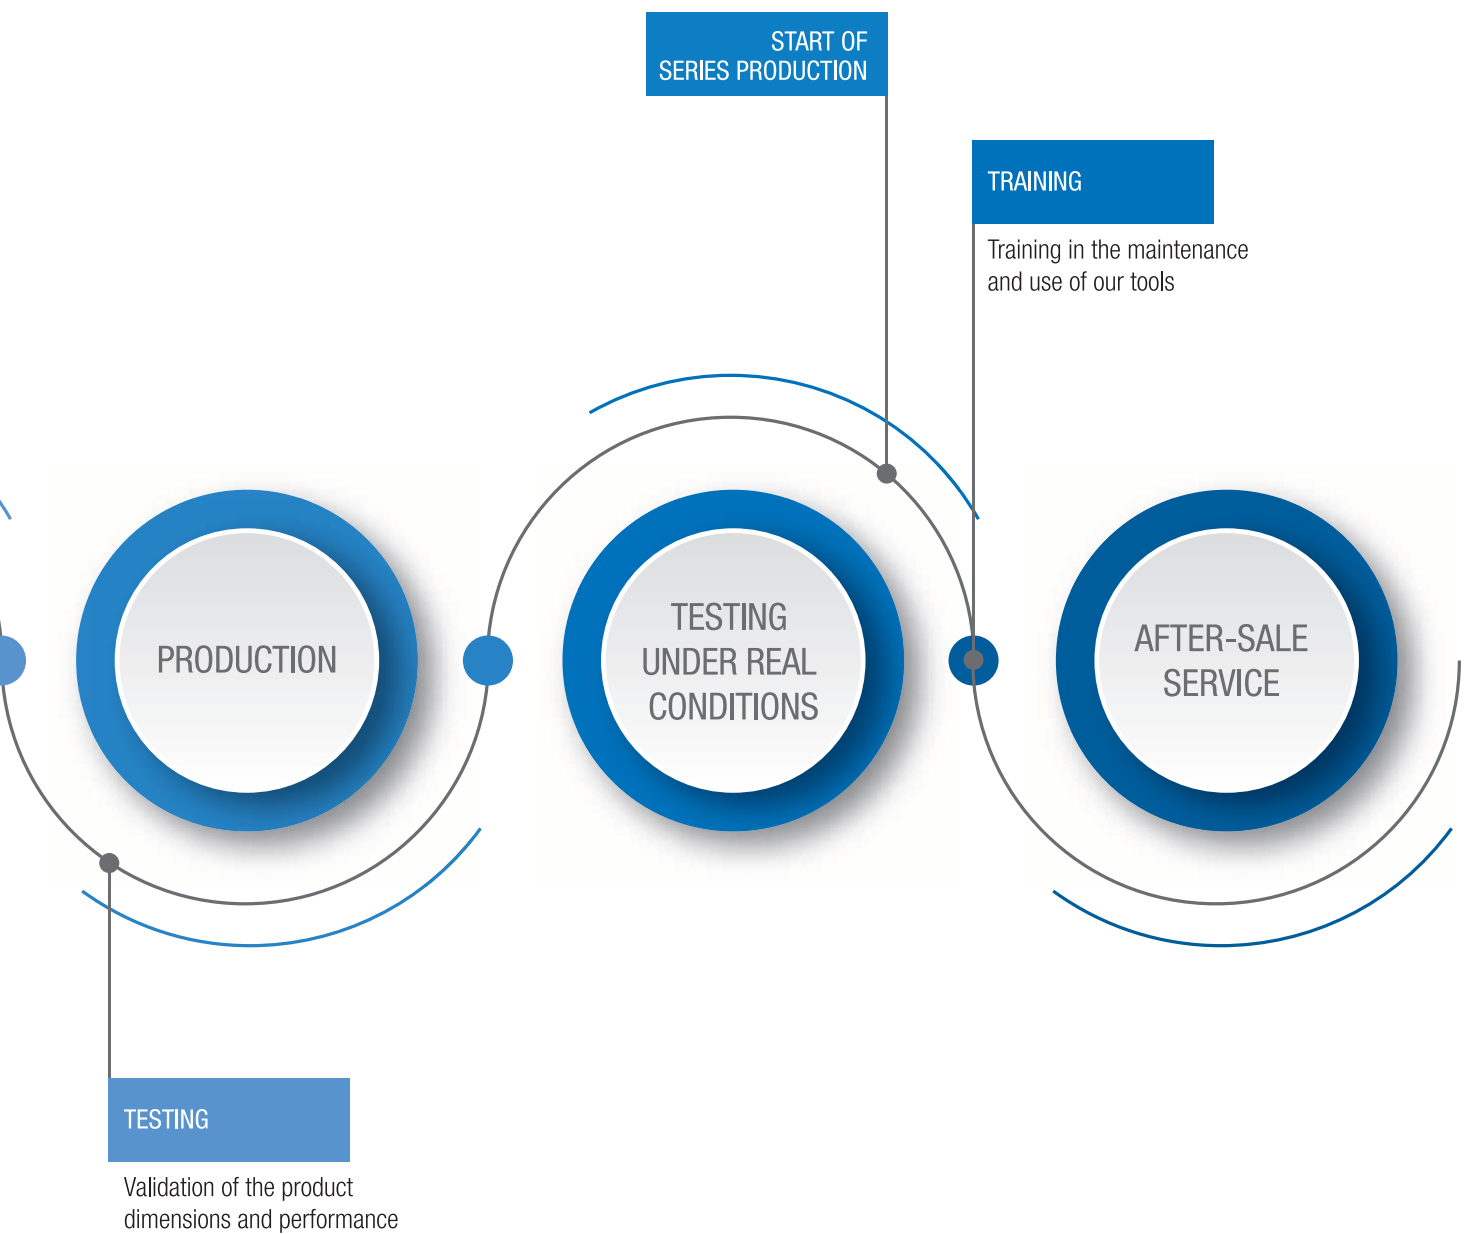 START OF
SERIES PRODUCTION
TRAINING
Training in the maintenance
and use of our tools
PRODUCTION
TESTING
UNDER REAL
CONDITIONS
AFTER-SALE
SERVICE
TESTING
Validation of the product
dimensions and performance